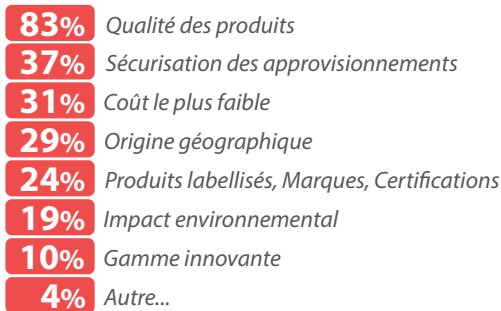 83% Qualité des produits
37% Sécurisation des approvisionnements
31% Coût le plus faible
29% Origine géographique
24% Produits labellisés, Marques, Certifications
19% Impact environnemental
10% Gamme innovante
4% Autre...